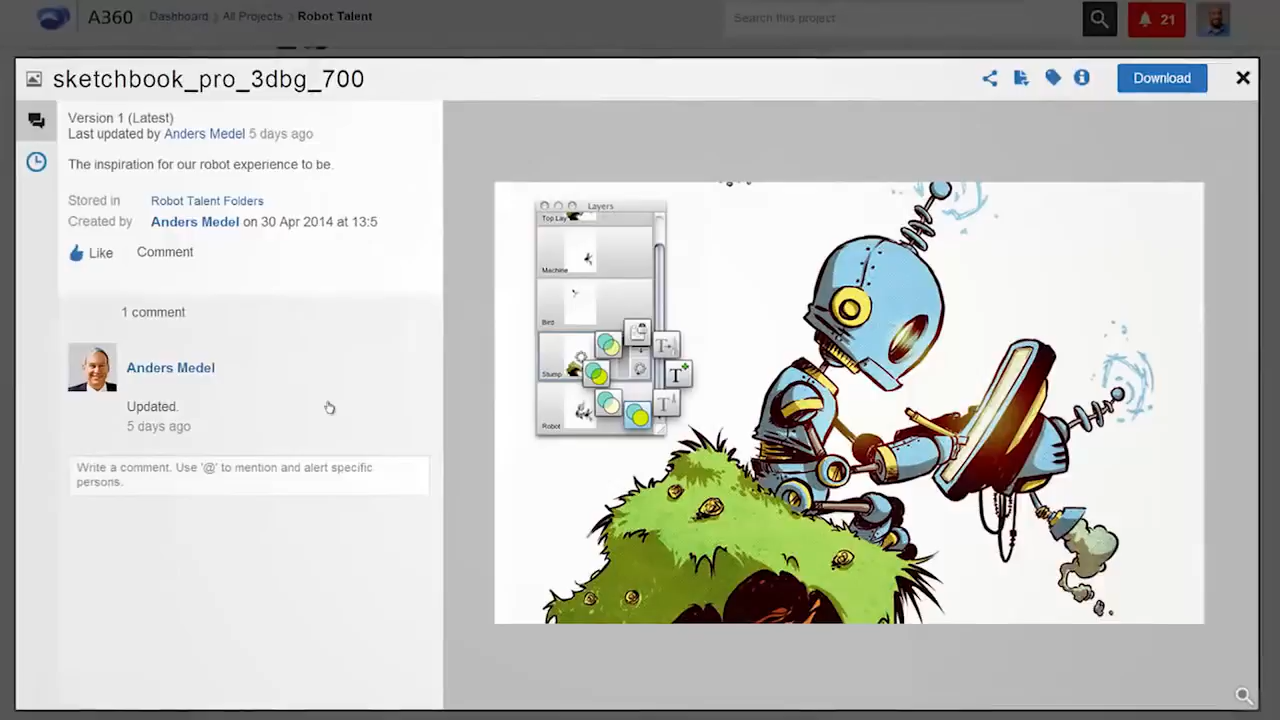 A360
Dashboard > All Projects > Robot Talent
Search this project
21
sketchbook_pro_3dbg_700
Download
Version 1 (Latest)
Last updated by Anders Medel 5 days ago
The inspiration for our robot experience to be.
Stored in Robot Talent Folders
Created by Anders Medel on 30 Apr 2014 at 13:5
Like Comment
1 comment
Anders Medel
Updated.
5 days ago
Write a comment. Use '@' to mention and alert specific
persons.
Layers
Top Lay
Machine
Bird
Stump
Robot
T
T
T